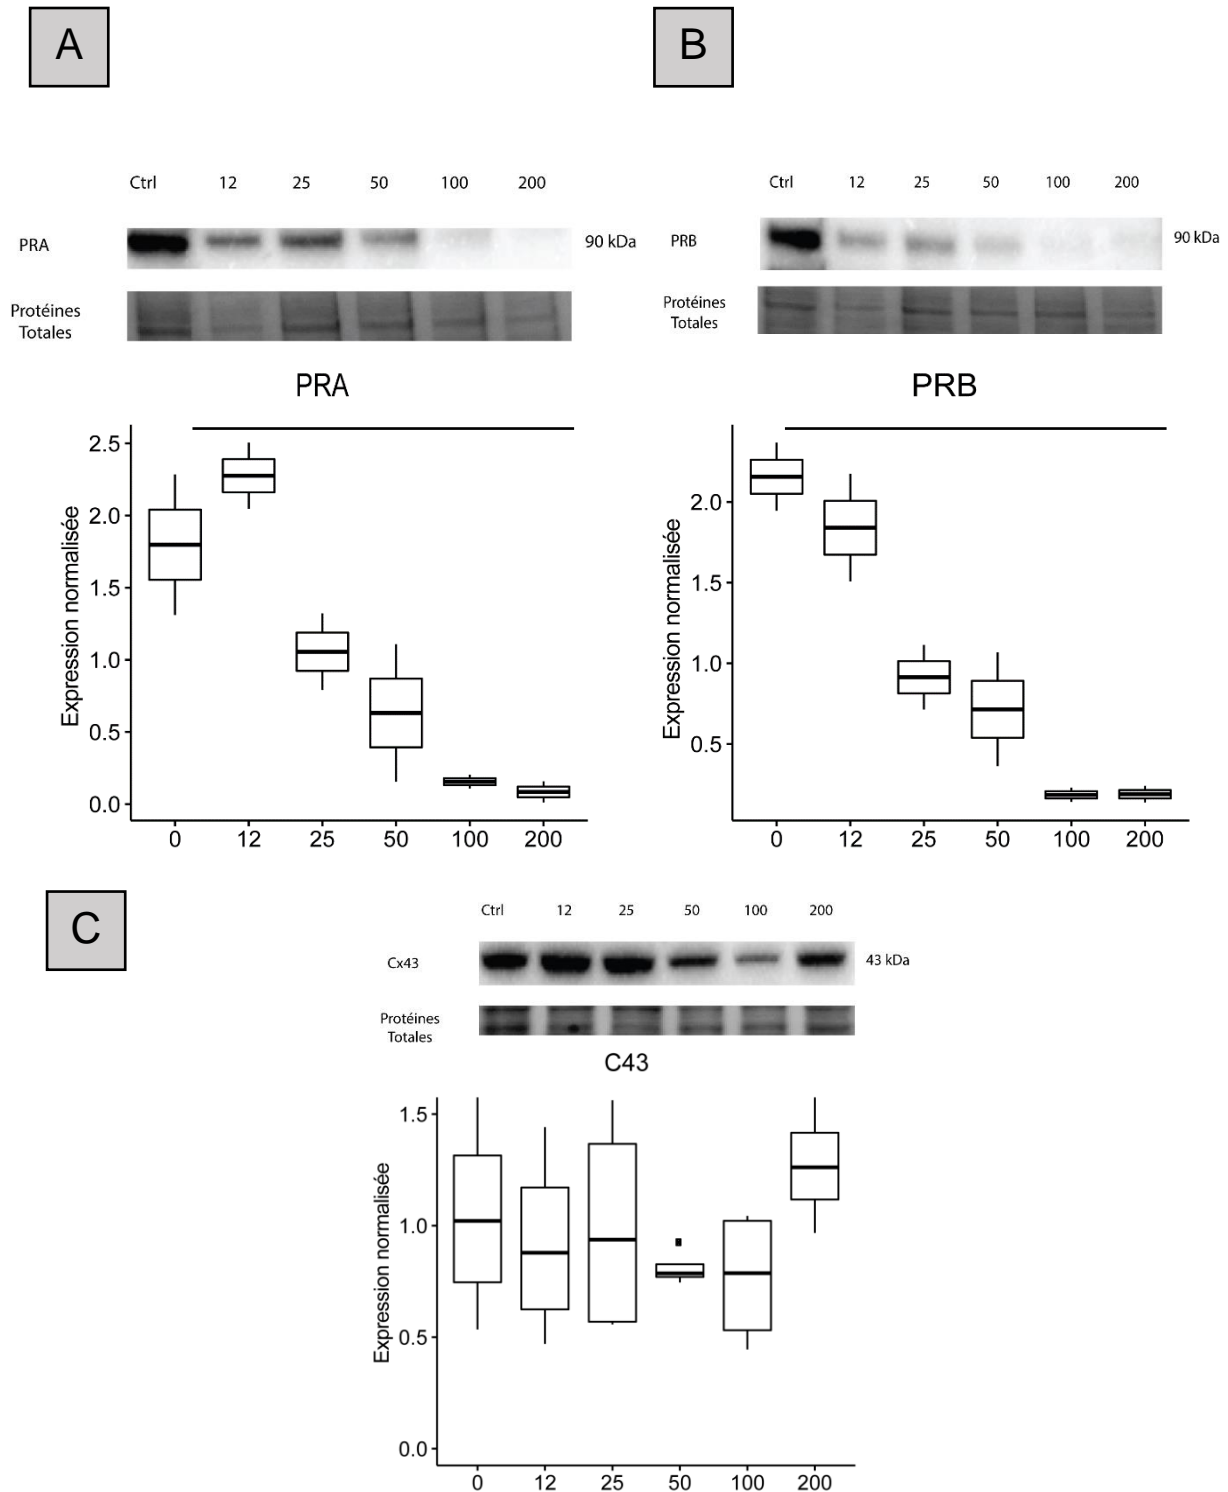 A
B
Ctrl 12 25 50 100 200
PRA
90 kDa
Protéines
Totales
Ctrl 12 25 50 100 200
PRB
90 kDa
Protéines
Totales
PRA
Expression normalisée
2.5
2.0
1.5
1.0
0.5
0.0
0 12 25 50 100 200
PRB
Expression normalisée
2.0
1.5
1.0
0.5
0 12 25 50 100 200
C
Ctrl 12 25 50 100 200
Cx43
43 kDa
Protéines
Totales
C43
Expression normalisée
1.5
1.0
0.5
0.0
0 12 25 50 100 200